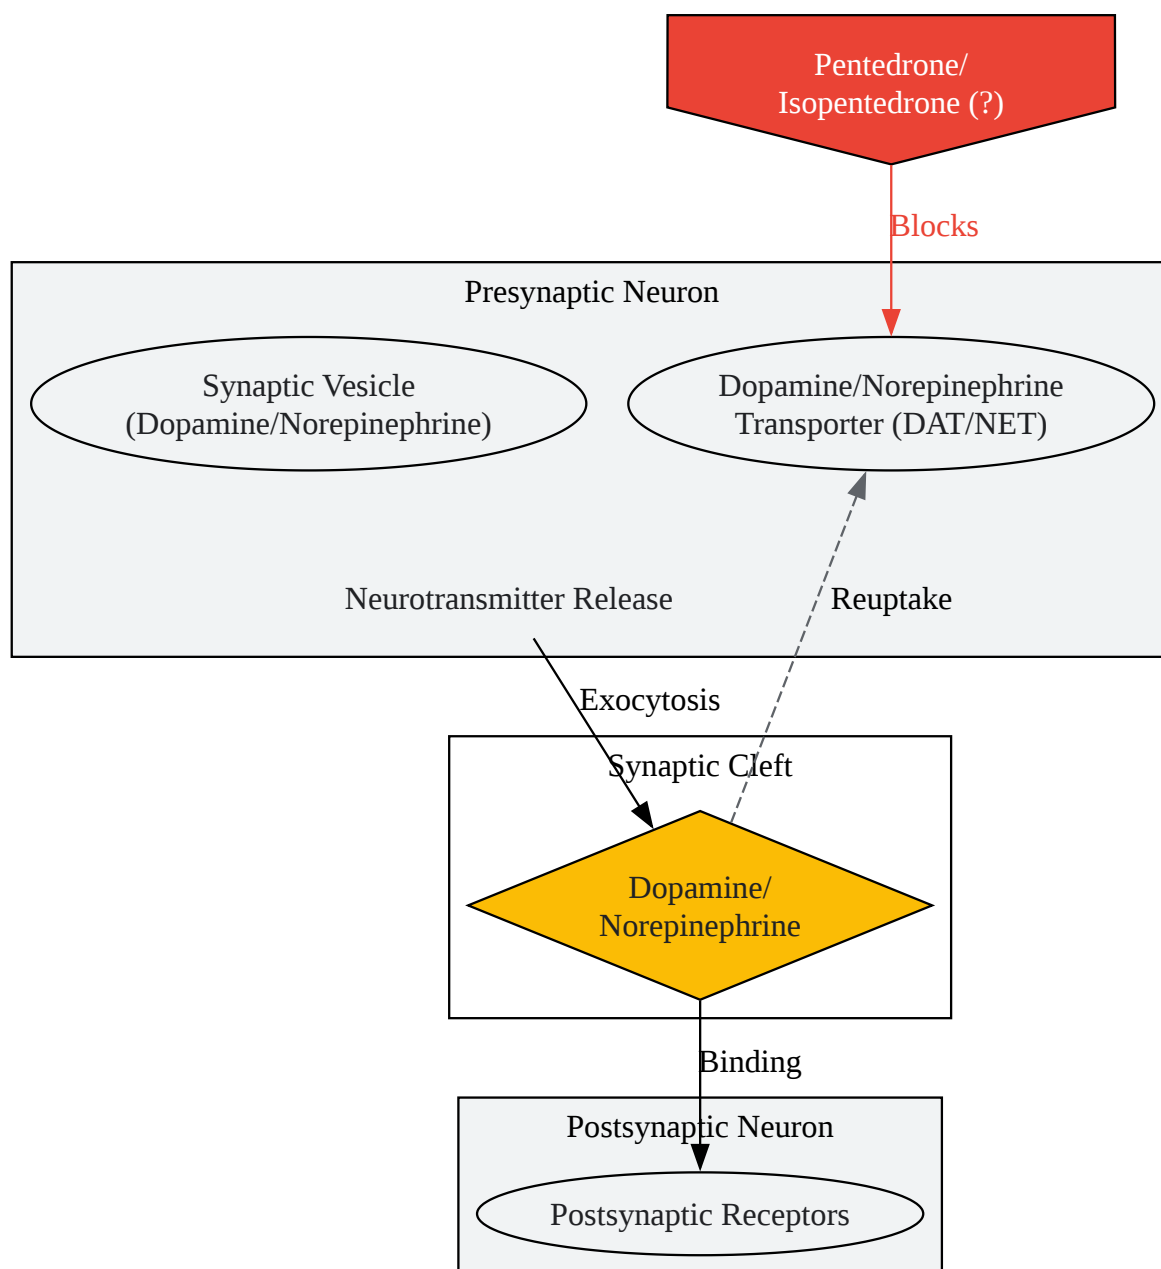 Pentedrone/
Isopentedrone (?)
Blocks
Presynaptic Neuron
Synaptic Vesicle
(Dopamine/Norepinephrine)
Dopamine/Norepinephrine
Transporter (DAT/NET)
Neurotransmitter Release
Reuptake
Exocytosis
Synaptic Cleft
Dopamine/
Norepinephrine
Binding
Postsynaptic Neuron
Postsynaptic Receptors